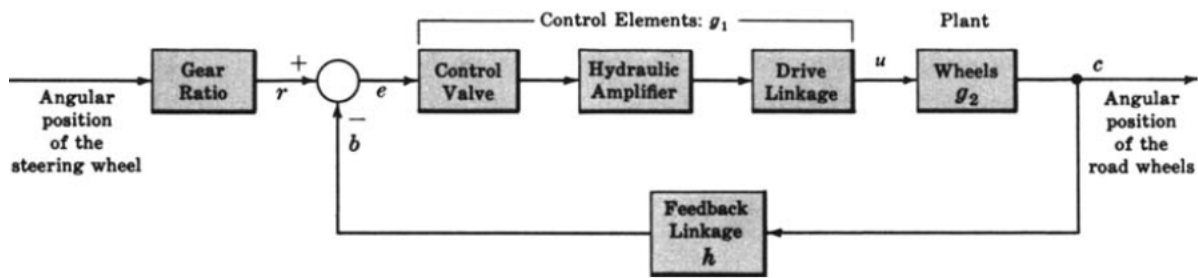 Control Elements: g₁
Plant
Gear
Ratio
+
r
e
Control
Valve
Hydraulic
Amplifier
Drive
Linkage
u
Wheels
g₂
c
Angular
position
of the
steering wheel
−
b
Angular
position
of the
road wheels
Feedback
Linkage
h